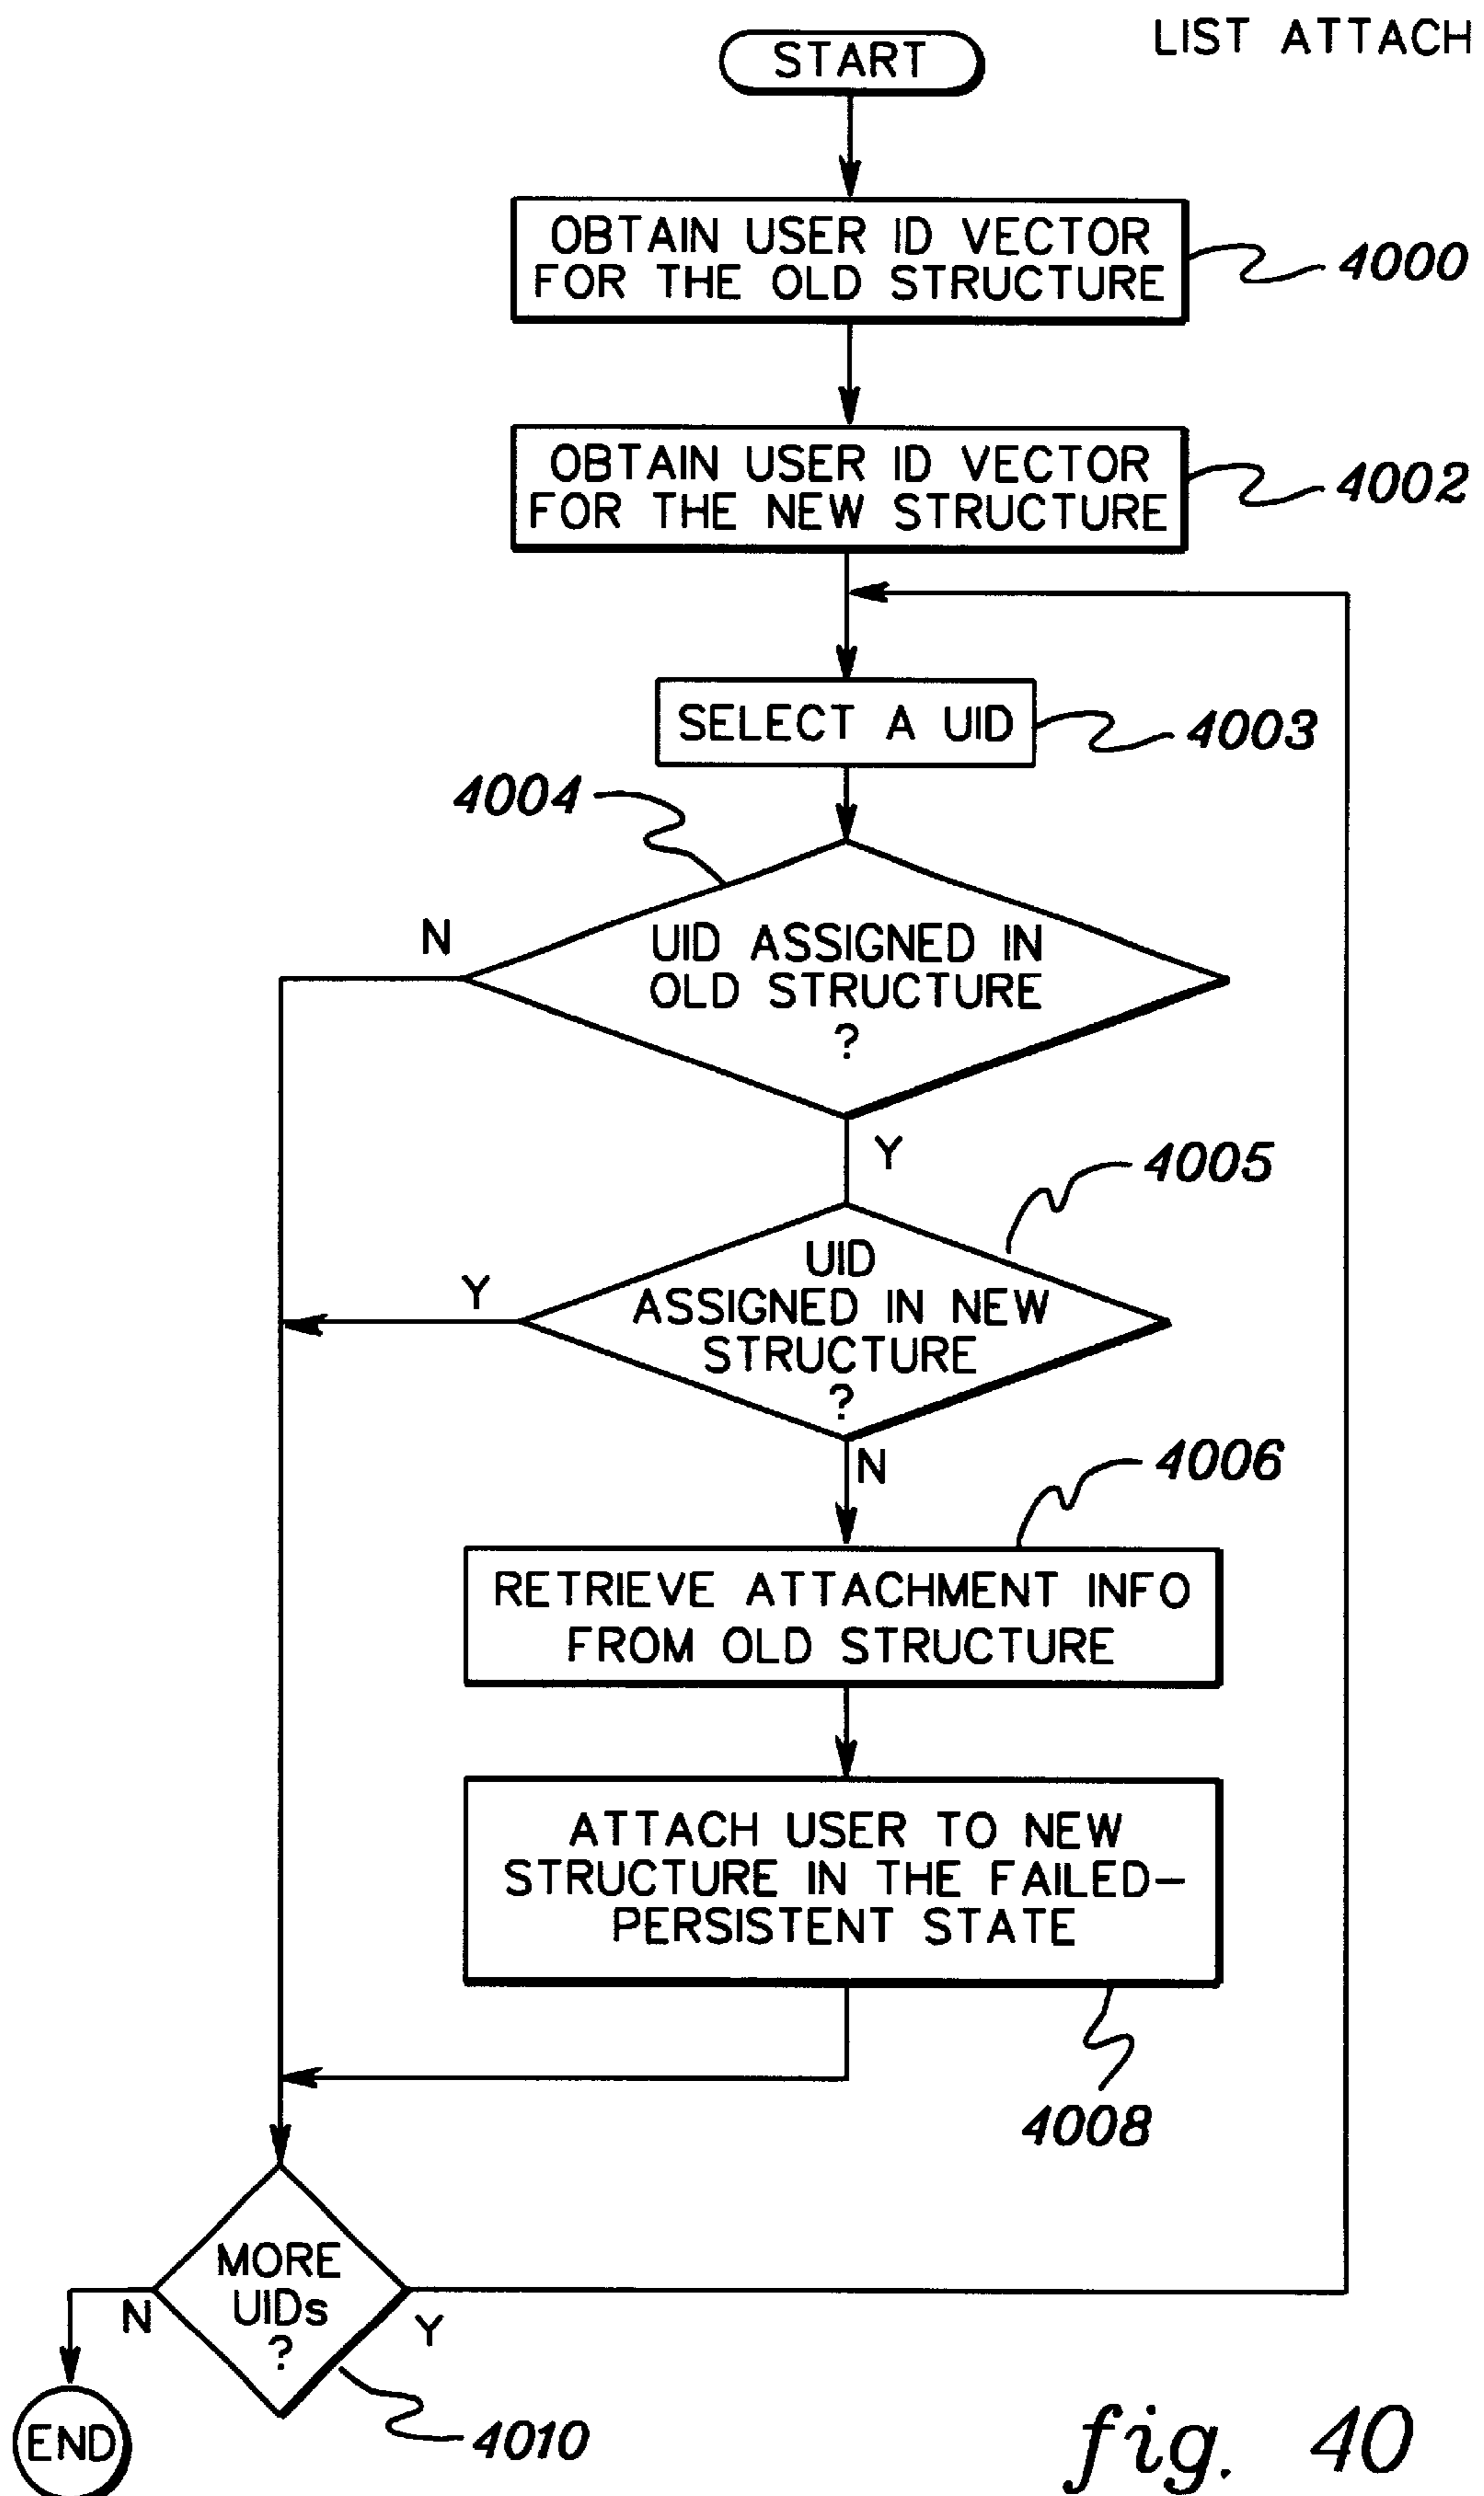 LIST ATTACH
START
OBTAIN USER ID VECTOR
FOR THE OLD STRUCTURE
4000
OBTAIN USER ID VECTOR
FOR THE NEW STRUCTURE
4002
SELECT A UID
4003
4004
N
UID ASSIGNED IN
OLD STRUCTURE
?
Y
4005
UID
ASSIGNED IN NEW
STRUCTURE
?
Y
N
4006
RETRIEVE ATTACHMENT INFO
FROM OLD STRUCTURE
ATTACH USER TO NEW
STRUCTURE IN THE FAILED-
PERSISTENT STATE
4008
MORE
UIDs
?
N
Y
END
4010
fig. 40